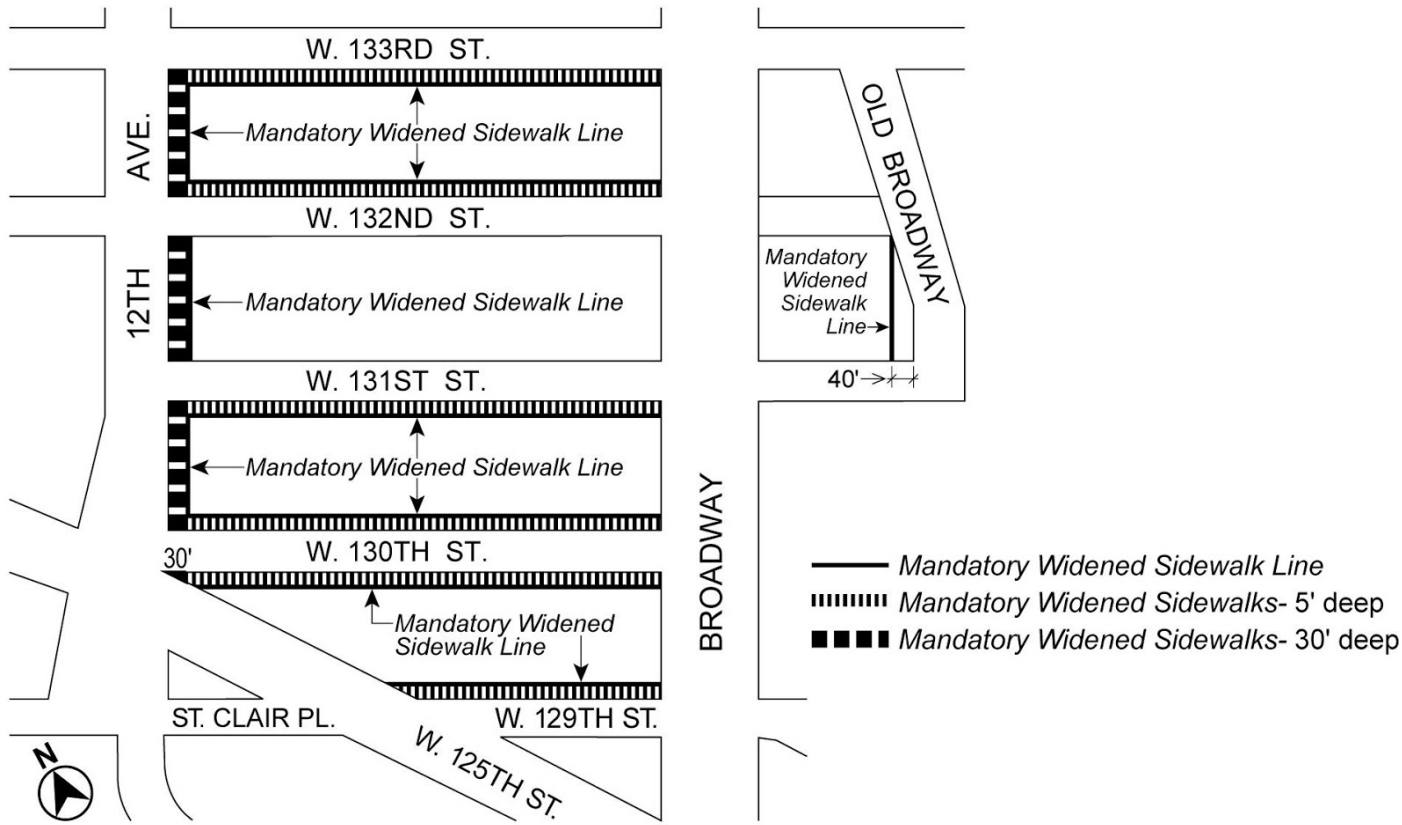 W. 133RD ST.
AVE.
Mandatory Widened Sidewalk Line
OLD BROADWAY
W. 132ND ST.
12TH
Mandatory Widened Sidewalk Line
Mandatory
Widened
Sidewalk
Line
W. 131ST ST.
40'
Mandatory Widened Sidewalk Line
BROADWAY
W. 130TH ST.
30'
Mandatory Widened
Sidewalk Line
Mandatory Widened Sidewalk Line
Mandatory Widened Sidewalks- 5' deep
Mandatory Widened Sidewalks- 30' deep
ST. CLAIR PL.
W. 129TH ST.
W. 125TH ST.
N